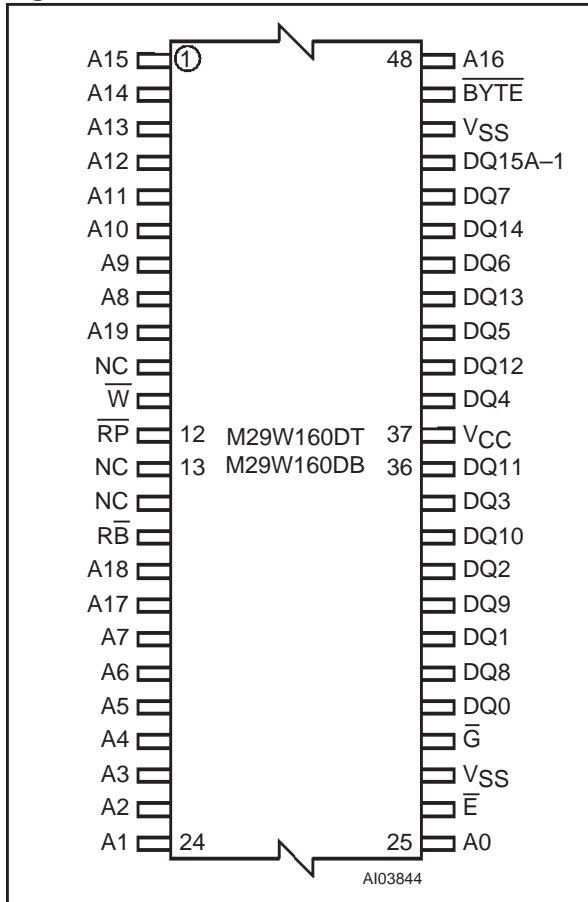 A15 1 48 A16
A14 B̅Y̅T̅E̅
A13 VSS
A12 DQ15A–1
A11 DQ7
A10 DQ14
A9 DQ6
A8 DQ13
A19 DQ5
NC DQ12
W̅ DQ4
R̅P̅ 12 M29W160DT 37 VCC
NC 13 M29W160DB 36 DQ11
NC DQ3
RB̅ DQ10
A18 DQ2
A17 DQ9
A7 DQ1
A6 DQ8
A5 DQ0
A4 G̅
A3 VSS
A2 E̅
A1 24 25 A0
AI03844